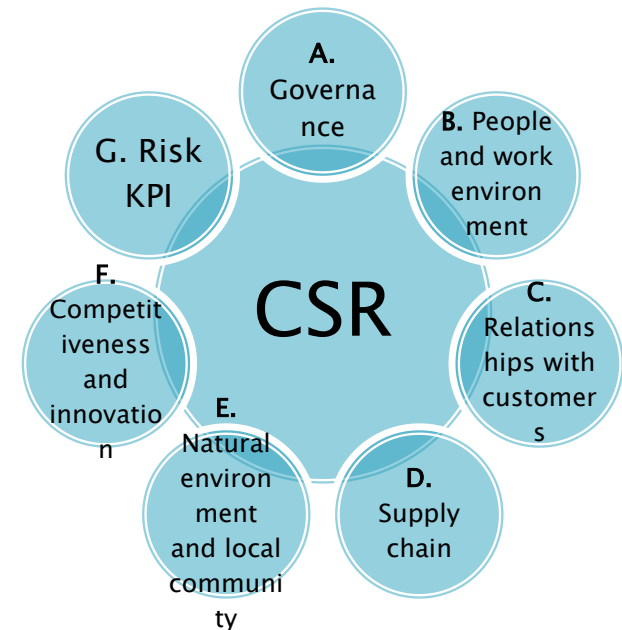 A.
Governa
nce
B. People
and work
environ
ment
C.
Relations
hips with
customer
s
D.
Supply
chain
E.
Natural
environ
ment
and local
communi
ty
F.
Competit
iveness
and
innovatio
n
G. Risk
KPI
CSR